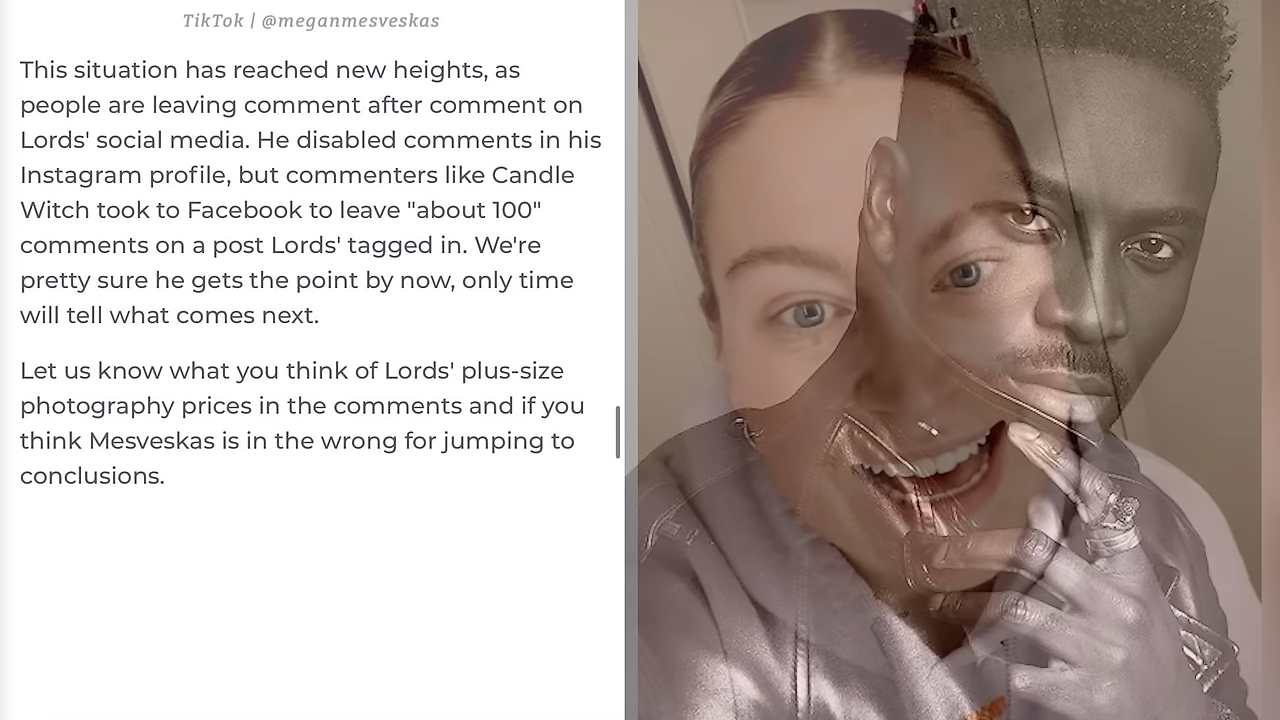 TikTok | @meganmesveskas
This situation has reached new heights, as
people are leaving comment after comment on
Lords' social media. He disabled comments in his
Instagram profile, but commenters like Candle
Witch took to Facebook to leave "about 100"
comments on a post Lords' tagged in. We're
pretty sure he gets the point by now, only time
will tell what comes next.
Let us know what you think of Lords' plus-size
photography prices in the comments and if you
think Mesveskas is in the wrong for jumping to
conclusions.